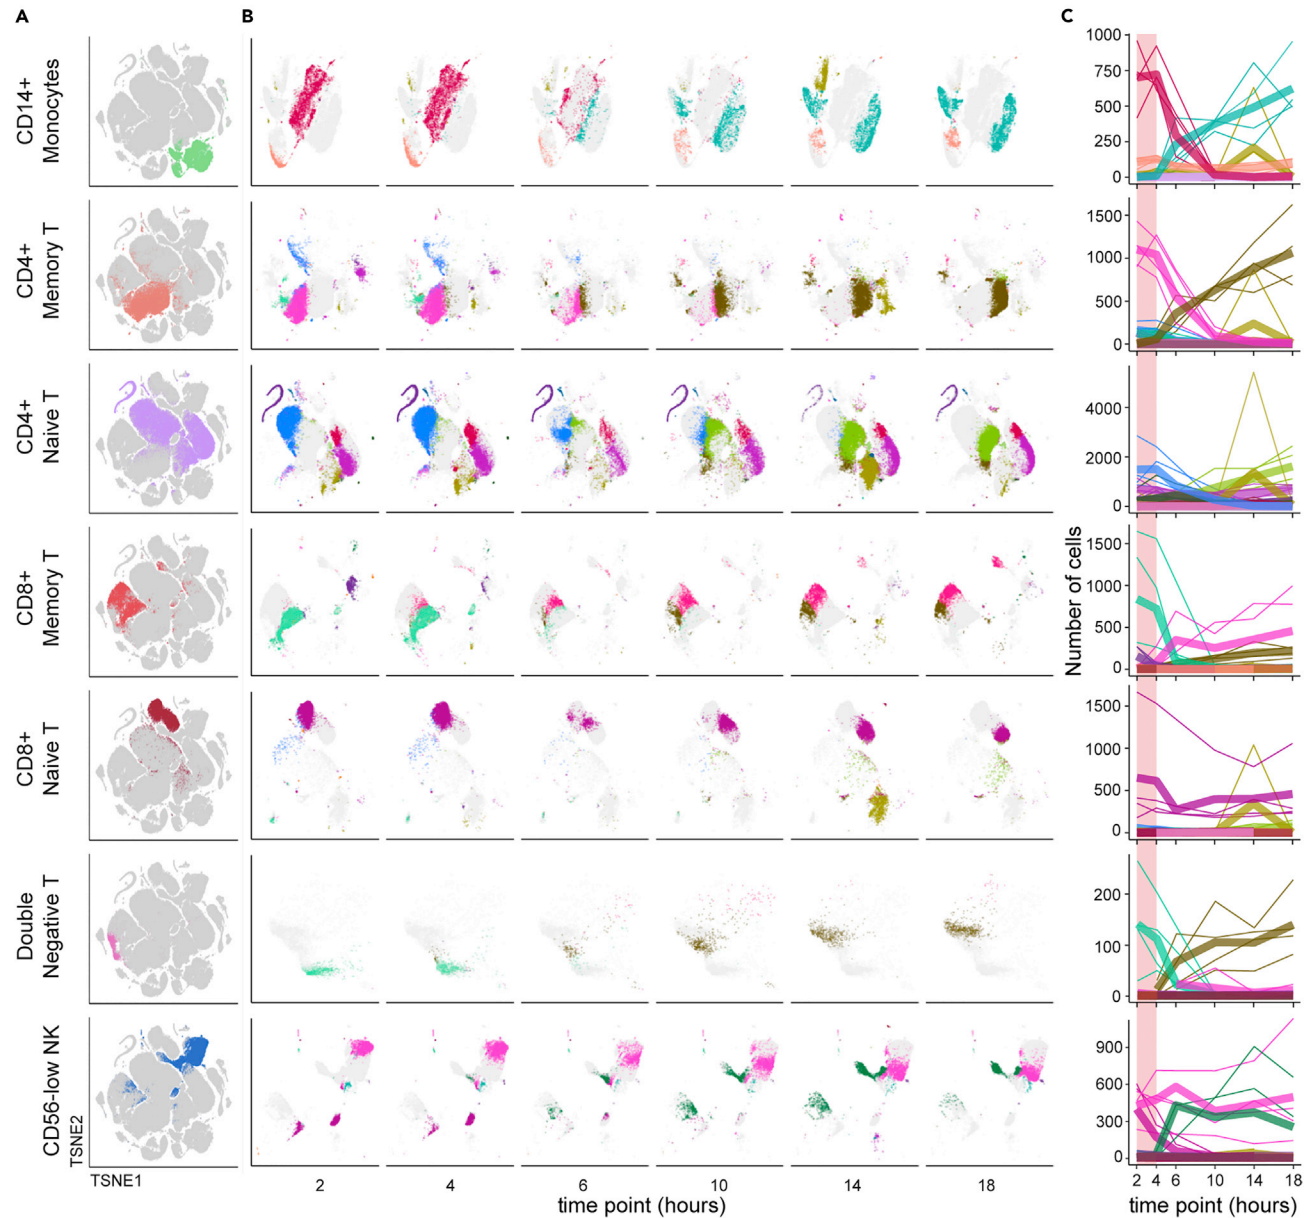 A
B
C
CD14+
Monocytes
1000
750
500
250
0
CD4+
Memory T
1500
1000
500
0
CD4+
Naive T
4000
2000
0
CD8+
Memory T
1500
1000
500
0
CD8+
Naive T
1500
1000
500
0
Double
Negative T
200
100
0
CD56-low NK
900
600
300
0
Number of cells
TSNE2
TSNE1
2
4
6
10
14
18
time point (hours)
2 4 6 10 14 18
time point (hours)